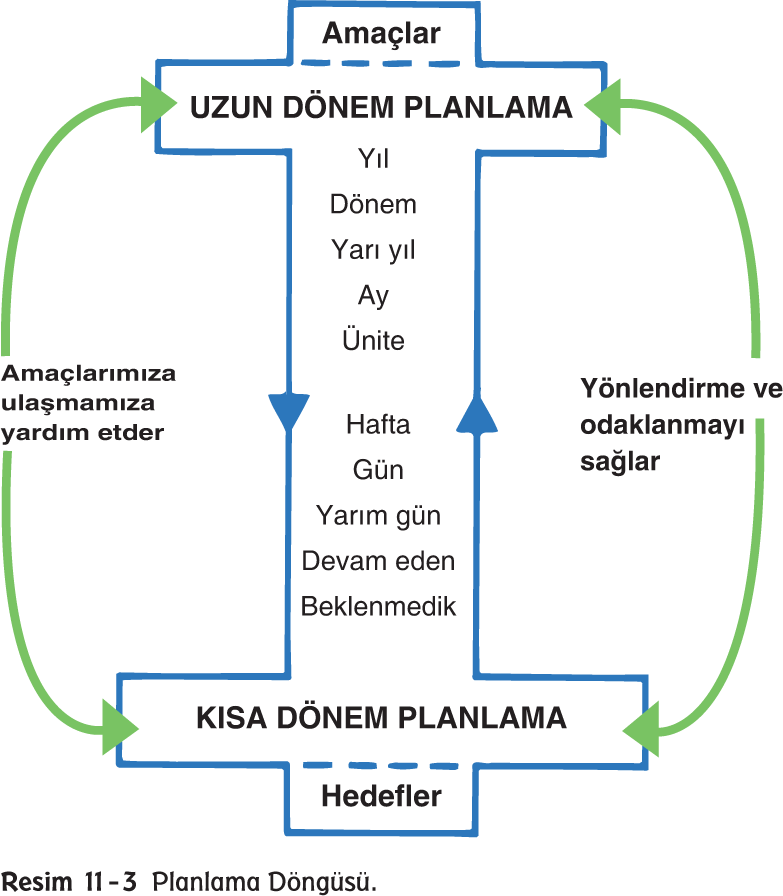 Amaçlar
UZUN DÖNEM PLANLAMA
Yıl
Dönem
Yarı yıl
Ay
Ünite
Amaçlarımıza
ulaşmamıza
yardım etder
Yönlendirme ve
odaklanmayı
sağlar
Hafta
Gün
Yarım gün
Devam eden
Beklenmedik
KISA DÖNEM PLANLAMA
Hedefler
Resim 11-3 Planlama Döngüsü.